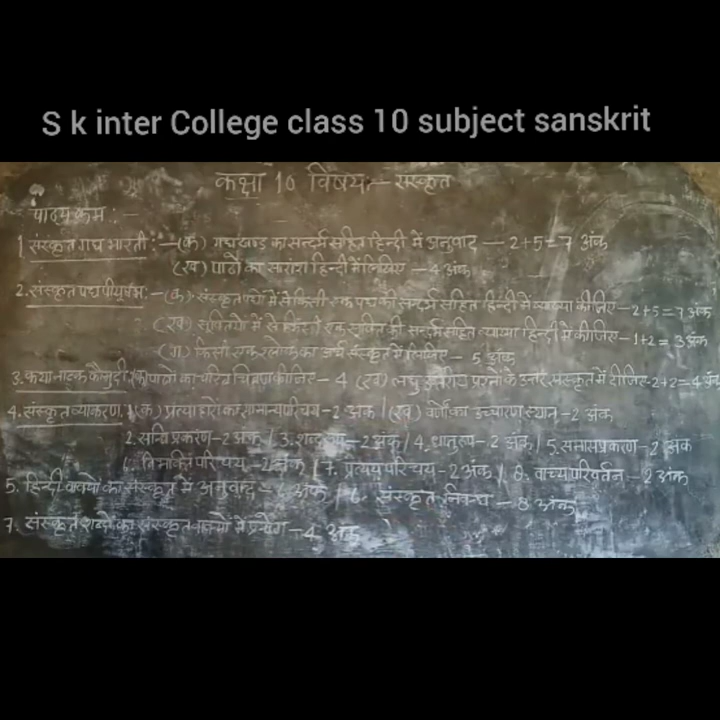 S k inter College class 10 subject sanskrit
कक्षा 10 विषय:- संस्कृत
पाठ्यक्रम :-
1 संस्कृत गद्य भारती :-(क) गद्यखण्ड का सन्दर्भ सहित हिन्दी में अनुवाद - 2+5=7 अंक
(ख) पाठों का सारांश हिन्दी में लिखिए - 4 अंक
2. संस्कृत पद्य पीयूषम :-(क) संस्कृत पद्यों में से किसी एक पद्य की सन्दर्भ सहित हिन्दी में व्याख्या कीजिए - 2+5=7 अंक
(ख) सूक्तियों में से किसी एक सूक्ति की सन्दर्भ सहित व्याख्या हिन्दी में कीजिए - 1+2=3 अंक
(ग) किसी एक श्लोक का अर्थ संस्कृत में लिखिए - 5 अंक
3. कथा नाटक कौमुदी.(क) पात्रों का चरित्र चित्रण कीजिए - 4 (ख) लघु उत्तरीय प्रश्नों के उत्तर संस्कृत में दीजिए-2+2=4 अंक
4. संस्कृत व्याकरण. 1(क) प्रत्याहारों का सामान्य परिचय - 2 अंक / (ख) वर्णों का उच्चारण स्थान - 2 अंक
2. सन्धि प्रकरण - 2 अंक / 3. शब्दरूप - 2 अंक / 4. धातुरूप - 2 अंक / 5. समास प्रकरण - 2 अंक
6. विभक्ति परिचय - 2 अंक / 7. प्रत्यय परिचय - 2 अंक / 8. वाच्य परिवर्तन - 2 अंक
5. हिन्दी वाक्यों का संस्कृत में अनुवाद - अंक / 6. संस्कृत निबन्ध - 8 अंक
7. संस्कृत शब्दों का संस्कृत वाक्यों में प्रयोग - 4 अंक